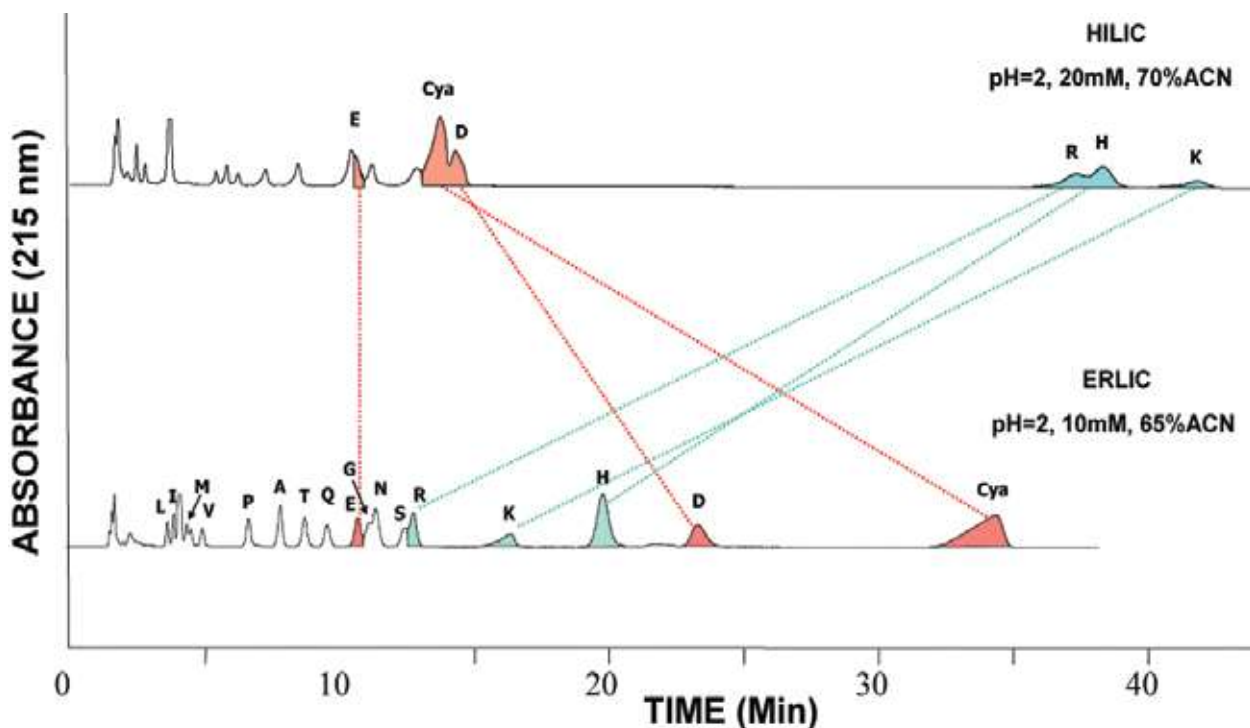 HILIC
pH=2, 20mM, 70%ACN
Cya
E
D
R
H
K
ABSORBANCE (215 nm)
ERLIC
pH=2, 10mM, 65%ACN
L
I
M
V
P
A
T
Q
G
E
N
S
R
K
H
D
Cya
0
10
20
30
40
TIME (Min)